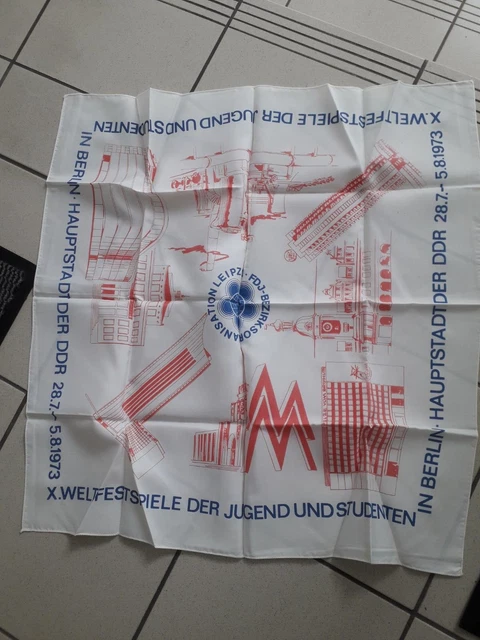 X.WELTFESTSPIELE DER JUGEND UND STUDENTEN
IN BERLIN·HAUPTSTADT DER DDR 28.7.-5.8.1973
IN BERLIN·HAUPTSTADT DER DDR 28.7.-5.8.1973
FDJ-BEZIRKSORGANISATION LEIPZIG
MM
X.WELTFESTSPIELE DER JUGEND UND STUDENTEN